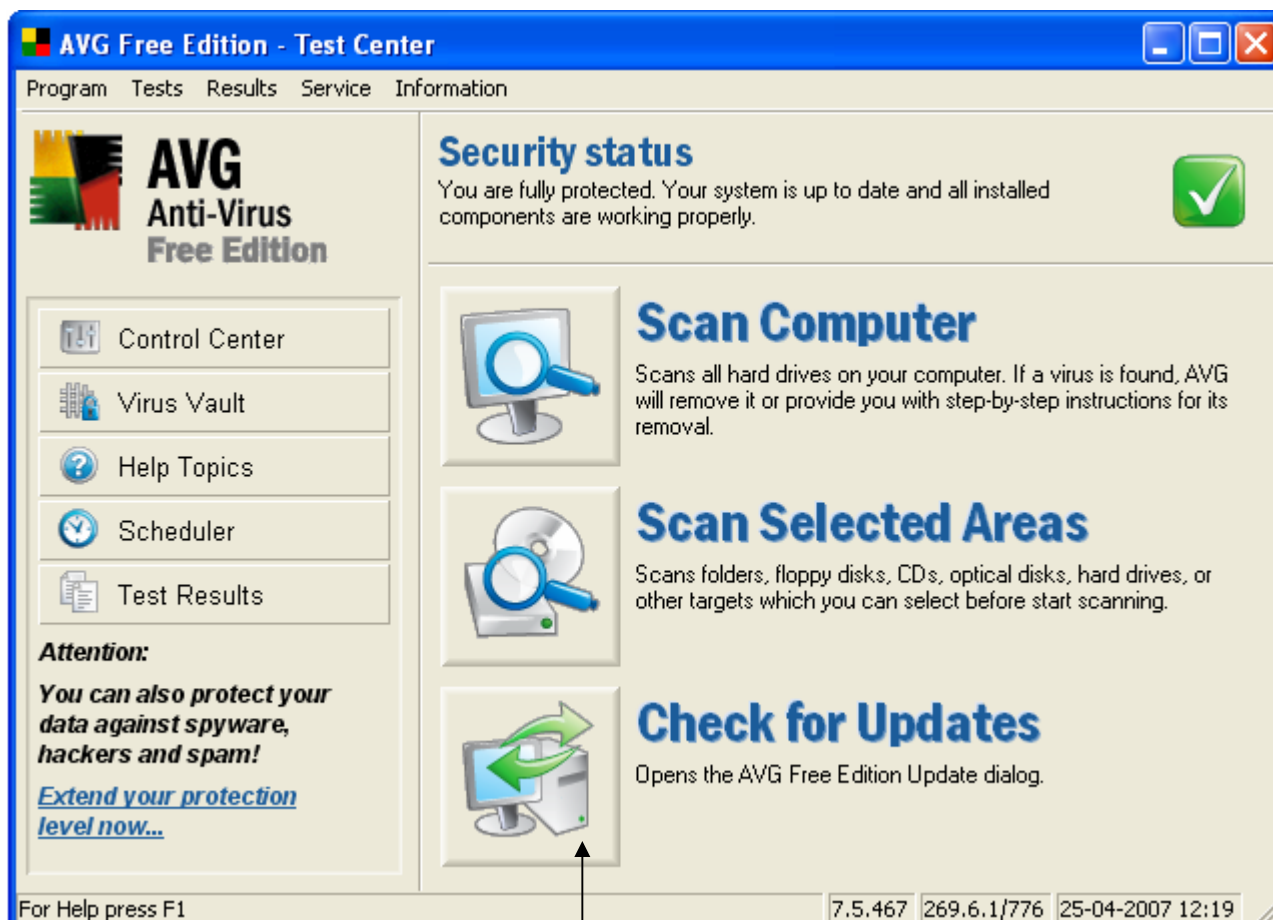 AVG Free Edition - Test Center
Program Tests Results Service Information
AVG
Anti-Virus
Free Edition
Control Center
Virus Vault
Help Topics
Scheduler
Test Results
Attention:
You can also protect your
data against spyware,
hackers and spam!
Extend your protection
level now...
Security status
You are fully protected. Your system is up to date and all installed
components are working properly.
Scan Computer
Scans all hard drives on your computer. If a virus is found, AVG
will remove it or provide you with step-by-step instructions for its
removal.
Scan Selected Areas
Scans folders, floppy disks, CDs, optical disks, hard drives, or
other targets which you can select before start scanning.
Check for Updates
Opens the AVG Free Edition Update dialog.
For Help press F1 7.5.467 269.6.1/776 25-04-2007 12:19